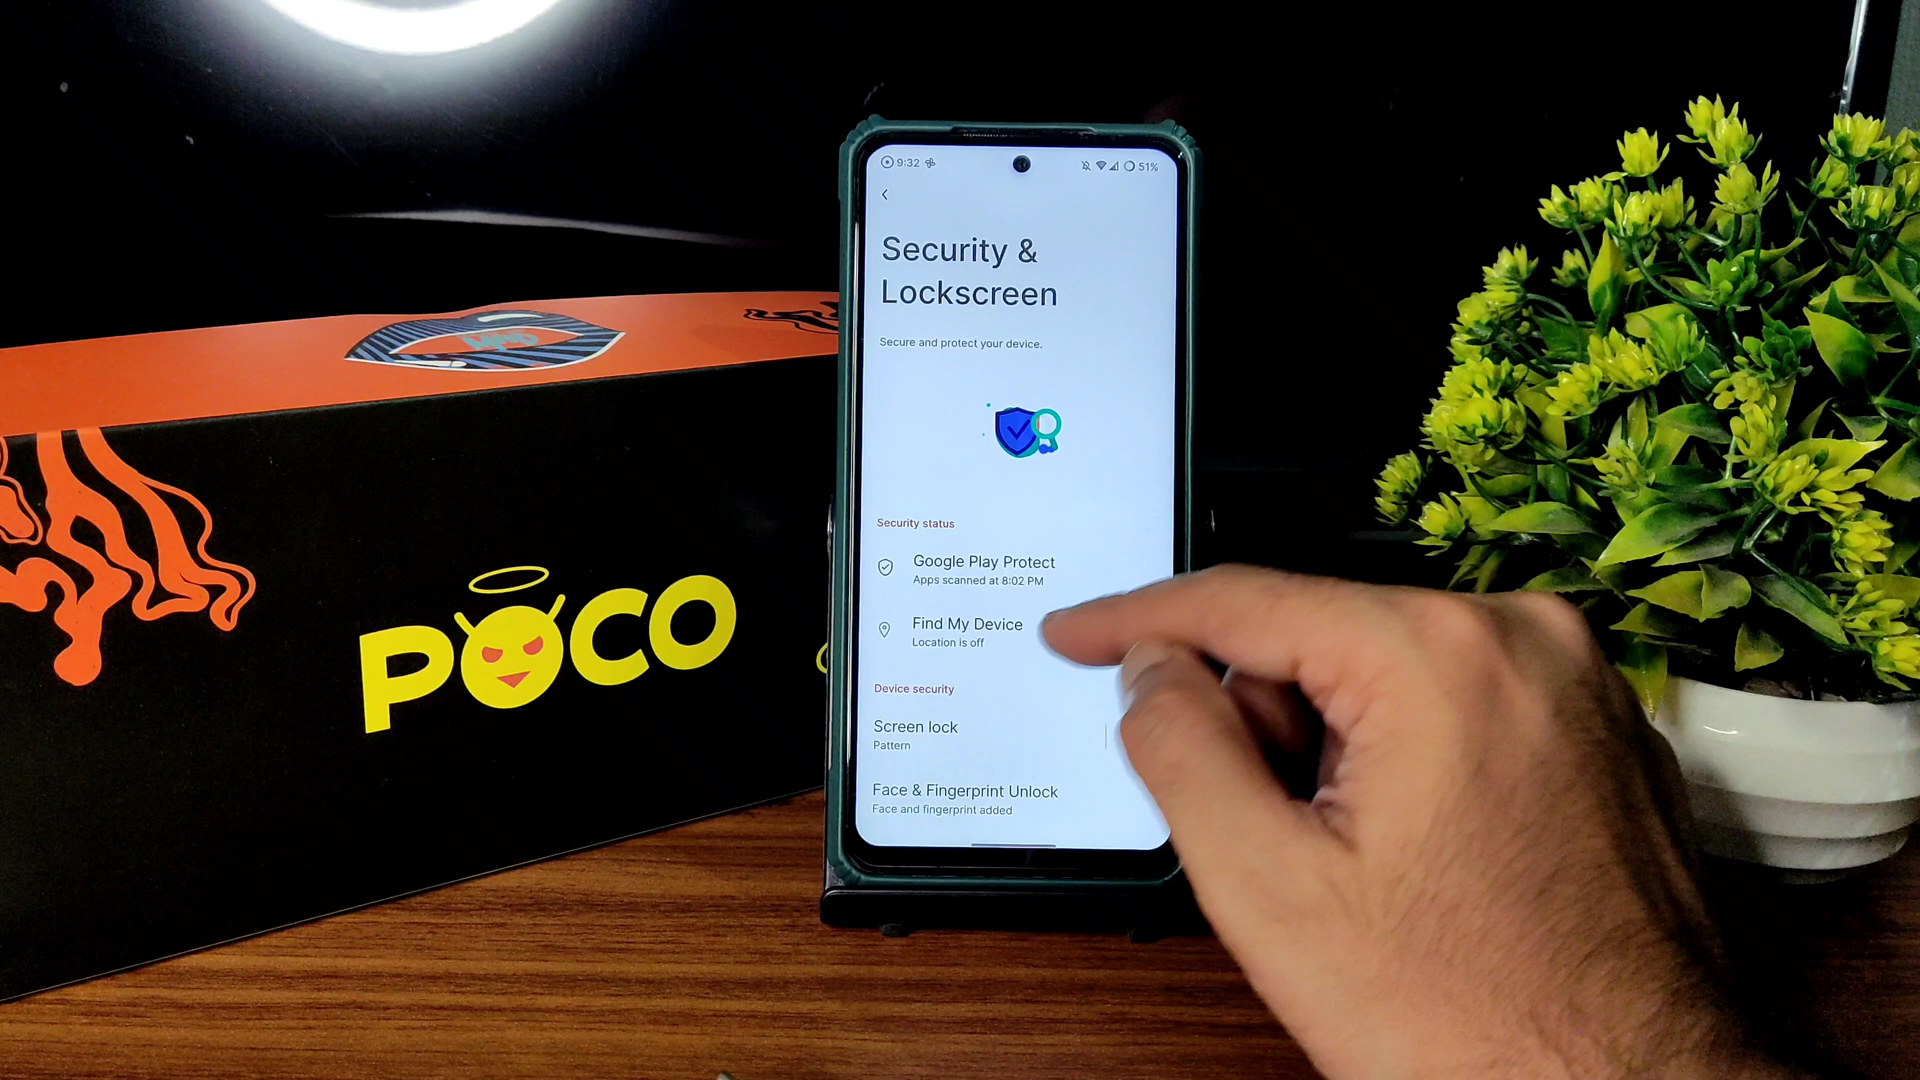 POCO
9:32
51%
Security &
Lockscreen
Secure and protect your device.
Security status
Google Play Protect
Apps scanned at 8:02 PM
Find My Device
Location is off
Device security
Screen lock
Pattern
Face & Fingerprint Unlock
Face and fingerprint added